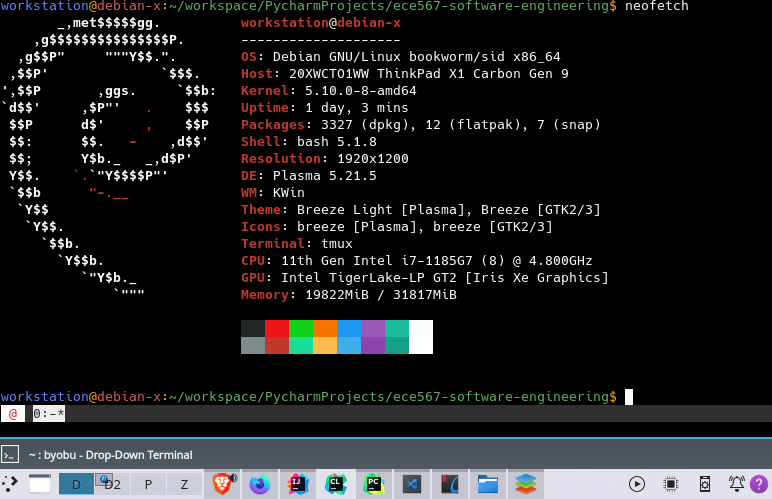 workstation@debian-x:~/workspace/PycharmProjects/ece567-software-engineering$ neofetch
       _,met$$$$$gg.          workstation@debian-x
    ,g$$$$$$$$$$$$$$$P.       --------------------
  ,g$$P"     """Y$$.".        OS: Debian GNU/Linux bookworm/sid x86_64
 ,$$P'              `$$$.     Host: 20XWCTO1WW ThinkPad X1 Carbon Gen 9
',$$P       ,ggs.     `$$b:   Kernel: 5.10.0-8-amd64
`d$$'     ,$P"'   .    $$$    Uptime: 1 day, 3 mins
 $$P      d$'     ,    $$P    Packages: 3327 (dpkg), 12 (flatpak), 7 (snap)
 $$:      $$.   -    ,d$$'    Shell: bash 5.1.8
 $$;      Y$b._   _,d$P'      Resolution: 1920x1200
 Y$$.    `.`"Y$$$$P"'         DE: Plasma 5.21.5
 `$$b      "-.__              WM: KWin
  `Y$$                        Theme: Breeze Light [Plasma], Breeze [GTK2/3]
   `Y$$.                      Icons: breeze [Plasma], breeze [GTK2/3]
     `$$b.                    Terminal: tmux
       `Y$$b.                 CPU: 11th Gen Intel i7-1185G7 (8) @ 4.800GHz
          `"Y$b._             GPU: Intel TigerLake-LP GT2 [Iris Xe Graphics]
              `"""            Memory: 19822MiB / 31817MiB
workstation@debian-x:~/workspace/PycharmProjects/ece567-software-engineering$
@ 0:-*
~ : byobu - Drop-Down Terminal
D D2 P Z IJ CL PC ?